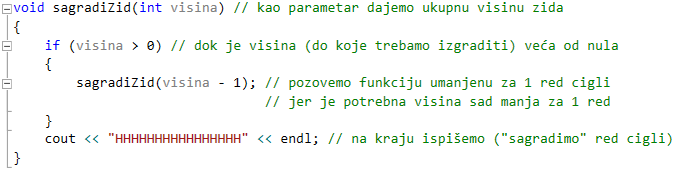 void sagradiZid(int visina) // kao parametar dajemo ukupnu visinu zida
{
if (visina > 0) // dok je visina (do koje trebamo izgraditi) veća od nula
{
sagradiZid(visina - 1); // pozovemo funkciju umanjenu za 1 red cigli
// jer je potrebna visina sad manja za 1 red
}
cout << "HHHHHHHHHHHHHHHH" << endl; // na kraju ispišemo ("sagradimo" red cigli)
}